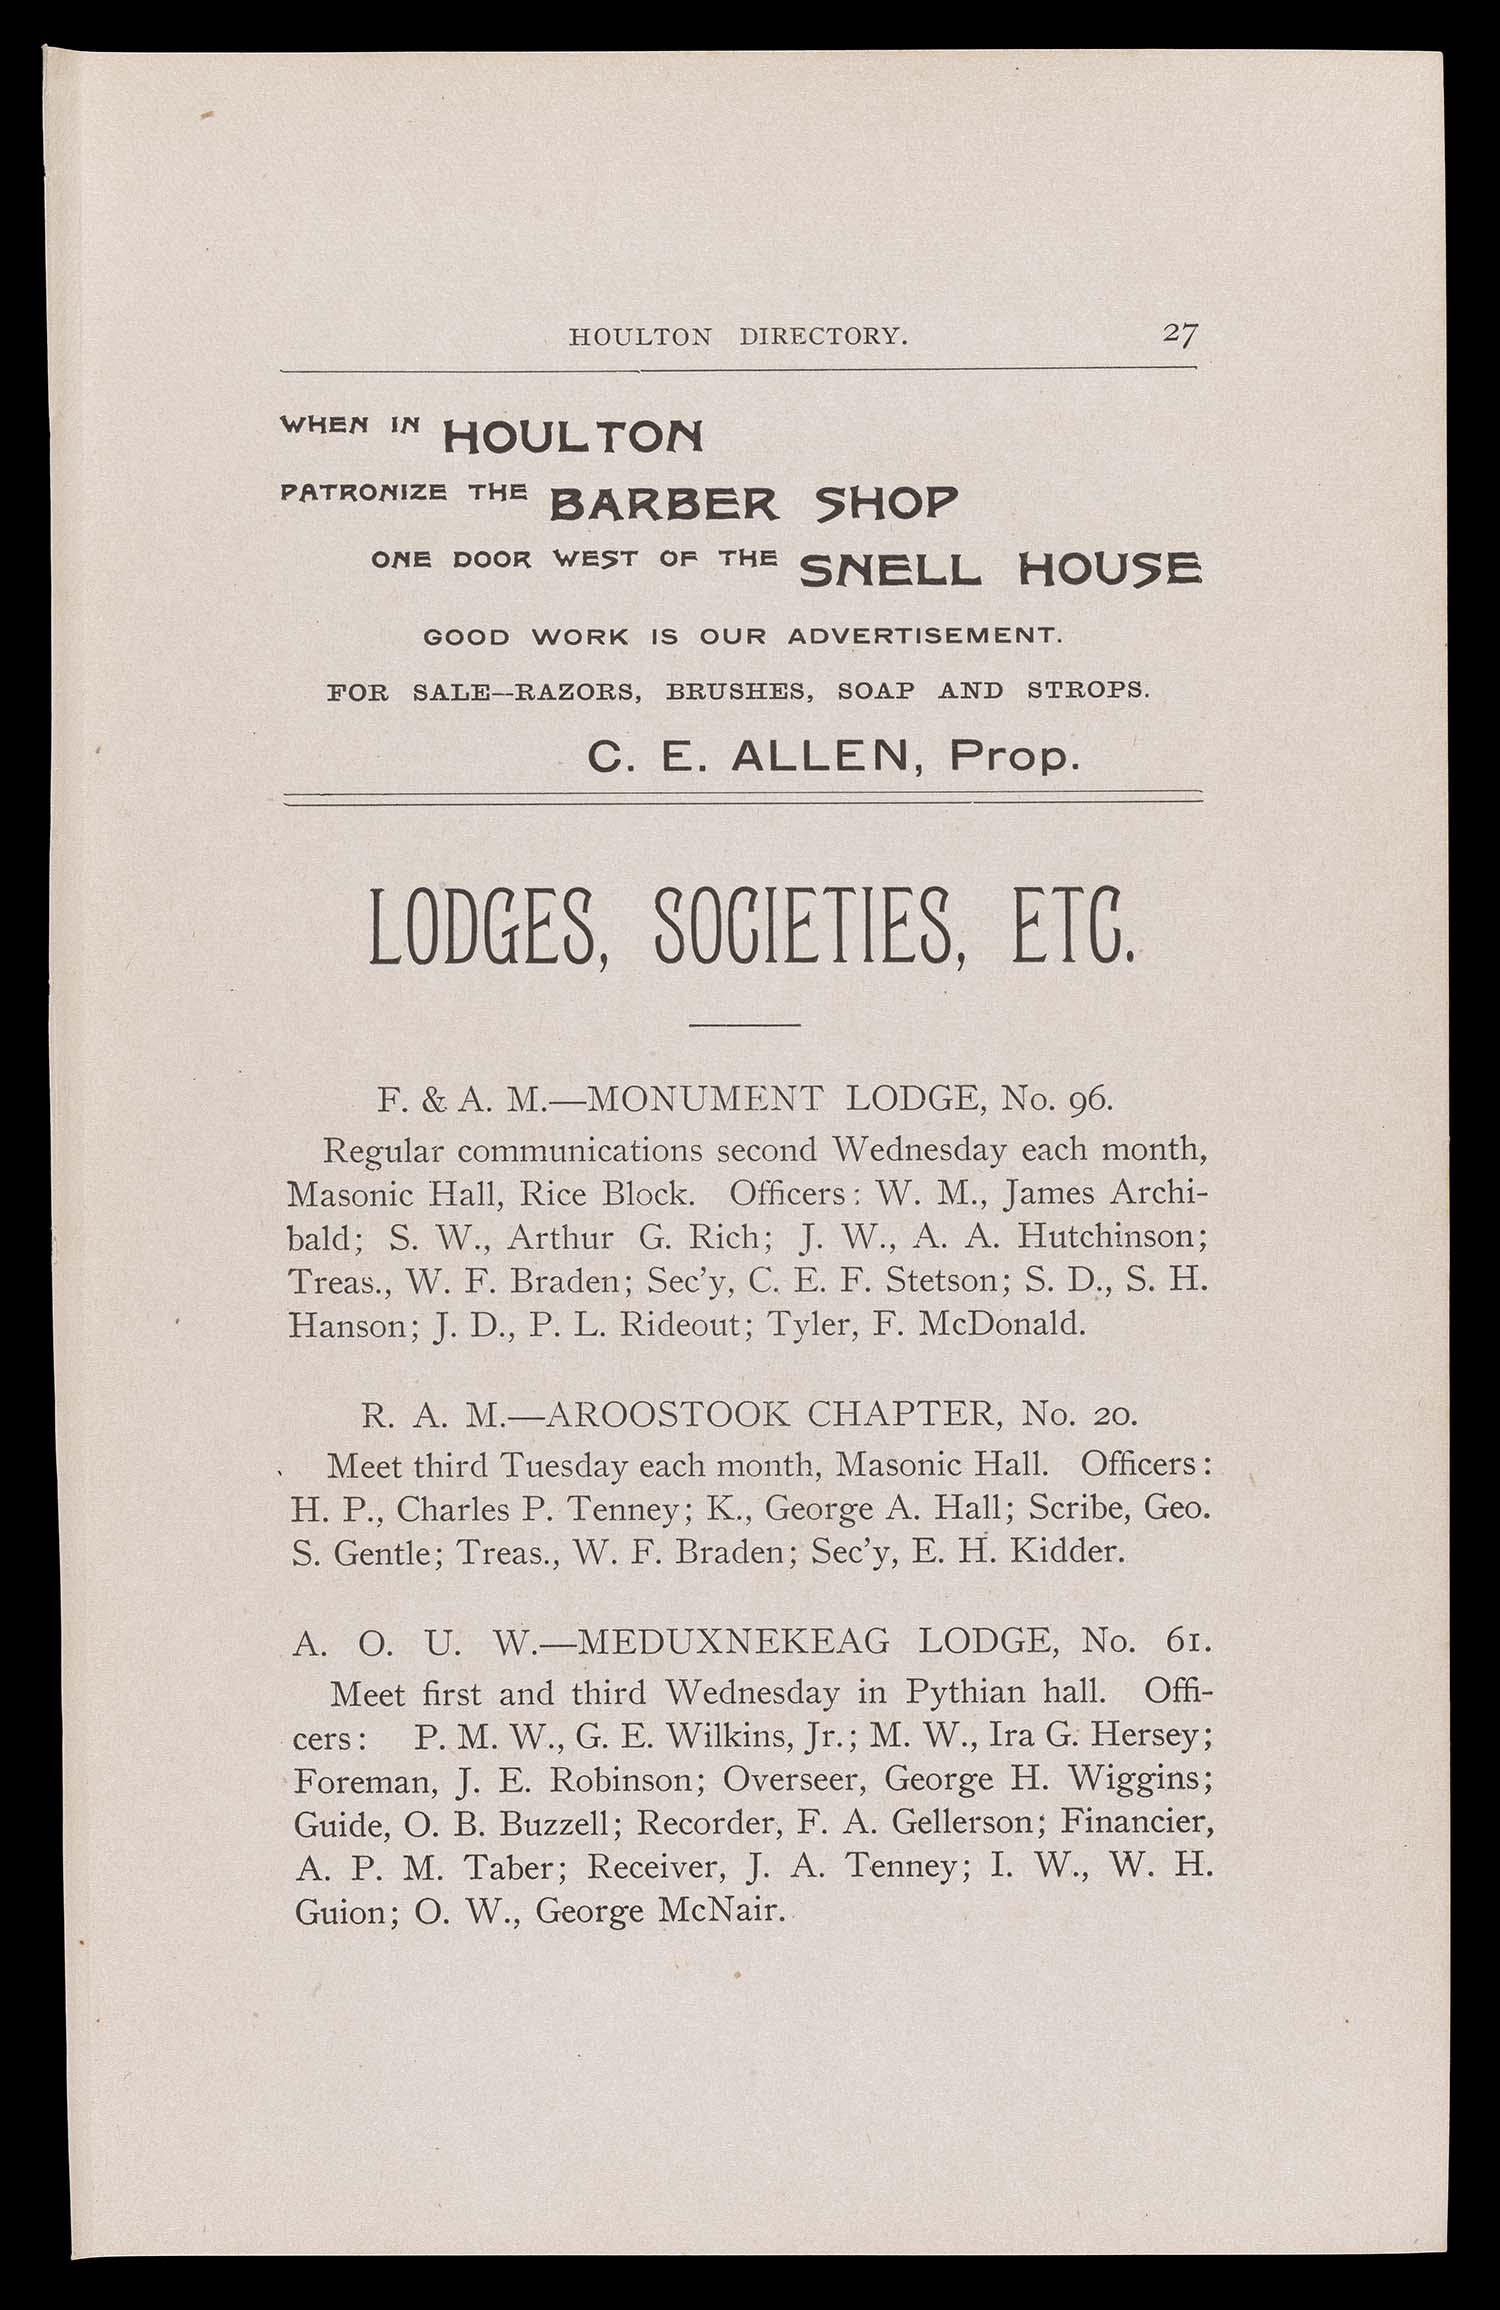 HOULTON DIRECTORY. 27
WHEN IN HOULTON
PATRONIZE THE BARBER SHOP
ONE DOOR WEST OF THE SNELL HOUSE
GOOD WORK IS OUR ADVERTISEMENT.
FOR SALE—RAZORS, BRUSHES, SOAP AND STROPS.
C. E. ALLEN, Prop.
LODGES, SOCIETIES, ETC.
F. & A. M.—MONUMENT LODGE, No. 96.
Regular communications second Wednesday each month,
Masonic Hall, Rice Block. Officers: W. M., James Archi-
bald; S. W., Arthur G. Rich; J. W., A. A. Hutchinson;
Treas., W. F. Braden; Sec'y, C. E. F. Stetson; S. D., S. H.
Hanson; J. D., P. L. Rideout; Tyler, F. McDonald.
R. A. M.—AROOSTOOK CHAPTER, No. 20.
Meet third Tuesday each month, Masonic Hall. Officers:
H. P., Charles P. Tenney; K., George A. Hall; Scribe, Geo.
S. Gentle; Treas., W. F. Braden; Sec'y, E. H. Kidder.
A. O. U. W.—MEDUXNEKEAG LODGE, No. 61.
Meet first and third Wednesday in Pythian hall. Offi-
cers: P. M. W., G. E. Wilkins, Jr.; M. W., Ira G. Hersey;
Foreman, J. E. Robinson; Overseer, George H. Wiggins;
Guide, O. B. Buzzell; Recorder, F. A. Gellerson; Financier,
A. P. M. Taber; Receiver, J. A. Tenney; I. W., W. H.
Guion; O. W., George McNair.